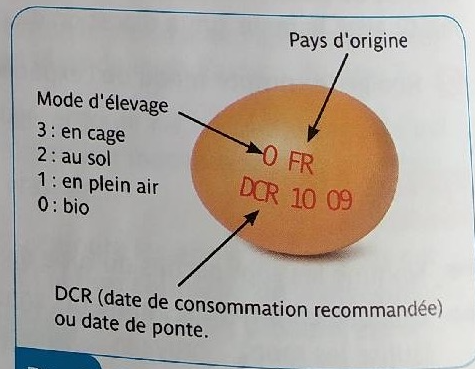 Pays d'origine
Mode d'élevage
3 : en cage
2 : au sol
1 : en plein air
0 : bio
0 FR
DCR 10 09
DCR (date de consommation recommandée)
ou date de ponte.